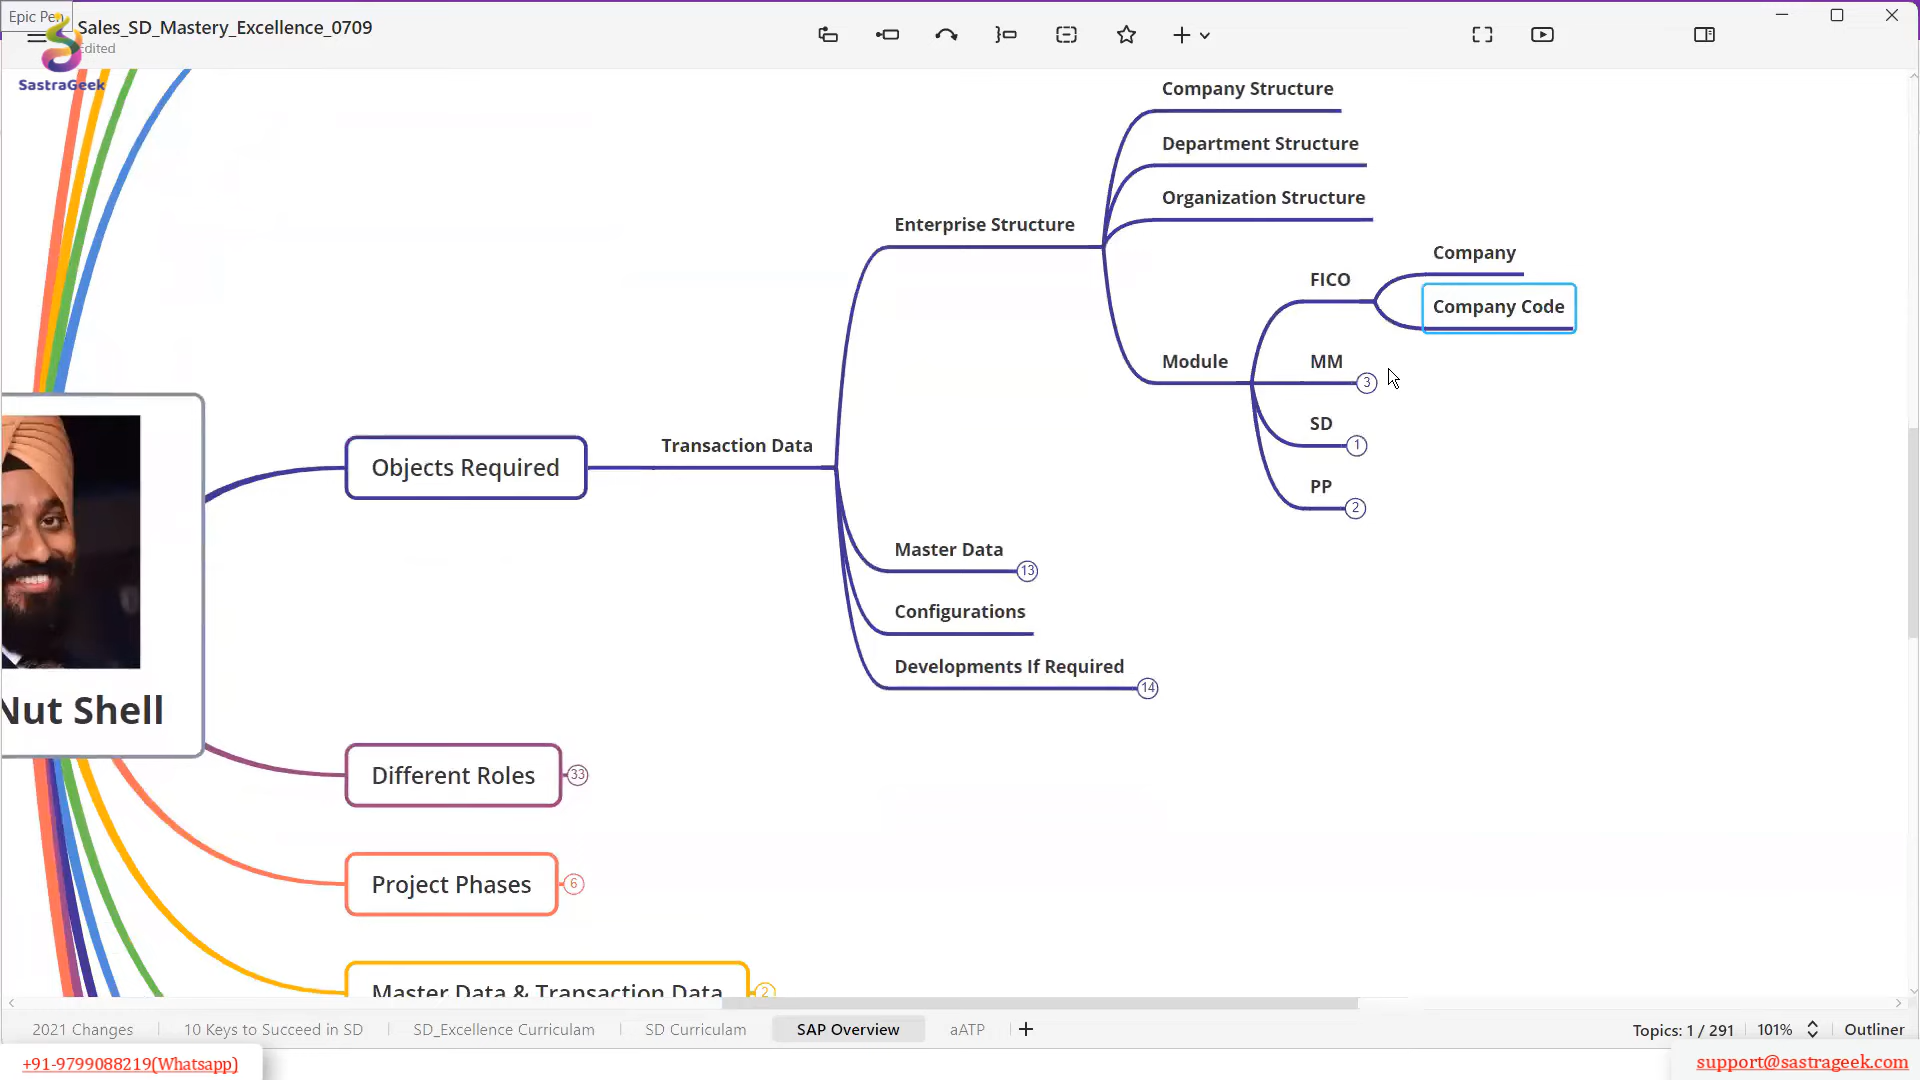 Epic Pen
Sales_SD_Mastery_Excellence_0709
Edited
SastraGeek
Company Structure
Department Structure
Organization Structure
Enterprise Structure
Company
FICO
Company Code
Module
MM
3
SD
1
Transaction Data
Objects Required
PP
2
Master Data
13
Configurations
Developments If Required
14
Nut Shell
Different Roles
33
Project Phases
6
Master Data & Transaction Data
2
2021 Changes
10 Keys to Succeed in SD
SD_Excellence Curriculam
SD Curriculam
SAP Overview
aATP
Topics: 1 / 291
101%
Outliner
+91-9799088219(Whatsapp)
support@sastrageek.com